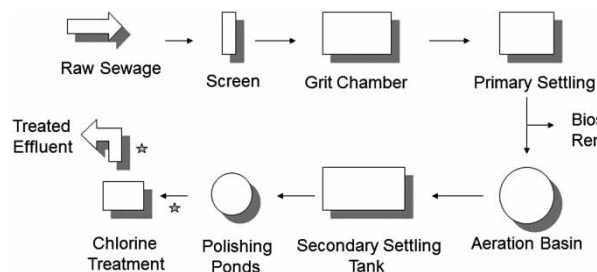 Raw Sewage
Screen
Grit Chamber
Primary Settling
Treated
Effluent
Chlorine
Treatment
Polishing
Ponds
Secondary Settling
Tank
Aeration Basin